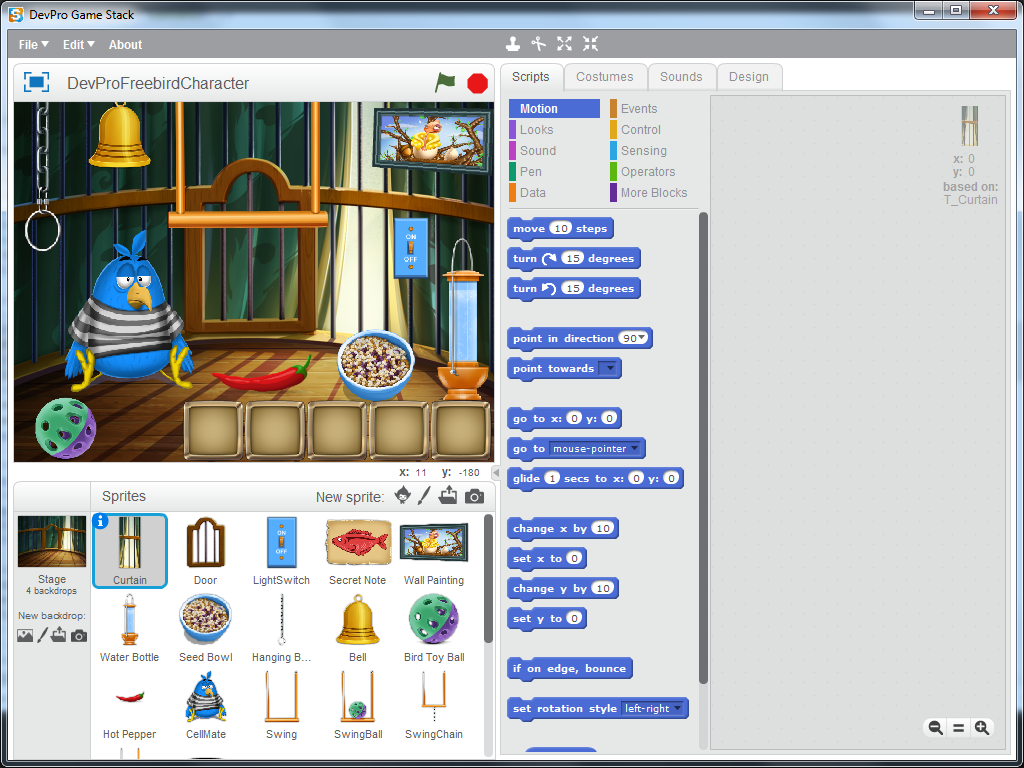 DevPro Game Stack
File Edit About
DevProFreebirdCharacter
ON
OFF
x: 11 y: -180
Sprites
New sprite:
Stage
4 backdrops
New backdrop:
Curtain
Door
ON
OFF
LightSwitch
Secret Note
Wall Painting
Water Bottle
Seed Bowl
Hanging B...
Bell
Bird Toy Ball
Hot Pepper
CellMate
Swing
SwingBall
SwingChain
Scripts Costumes Sounds Design
Motion Events
Looks Control
Sound Sensing
Pen Operators
Data More Blocks
move 10 steps
turn 15 degrees
turn 15 degrees
point in direction 90
point towards
go to x: 0 y: 0
go to mouse-pointer
glide 1 secs to x: 0 y: 0
change x by 10
set x to 0
change y by 10
set y to 0
if on edge, bounce
set rotation style left-right
x: 0
y: 0
based on:
T_Curtain